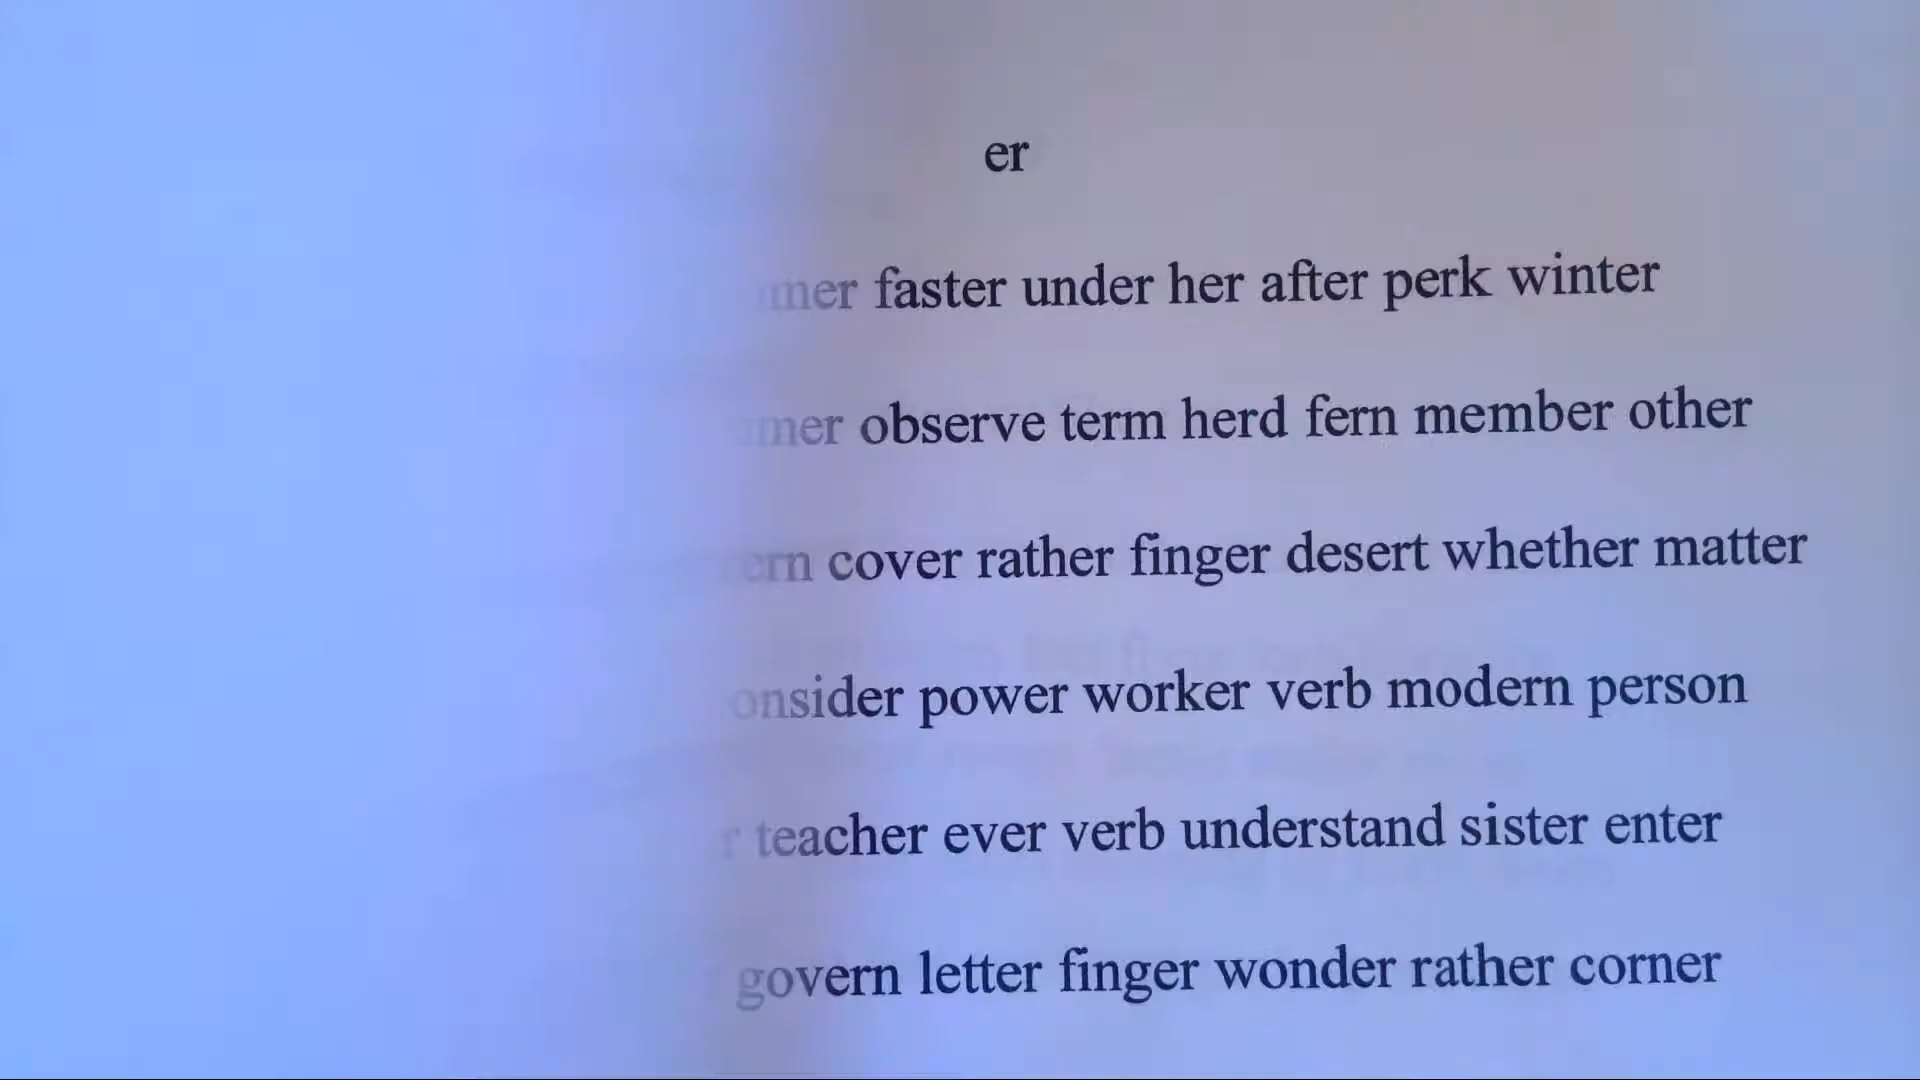 er
faster under her after perk winter
observe term herd fern member other
cover rather finger desert whether matter
power worker verb modern person
teacher ever verb understand sister enter
govern letter finger wonder rather corner